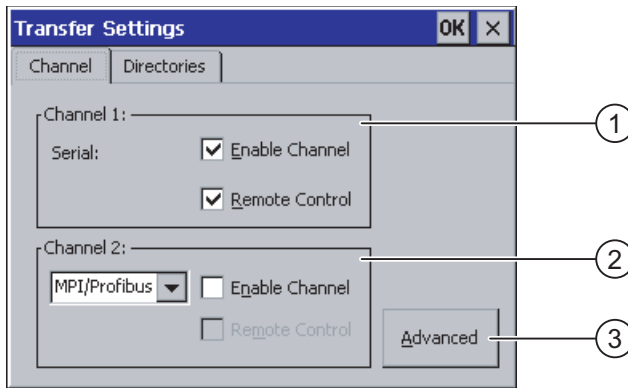 Transfer Settings OK ×
Channel Directories
Channel 1:
Serial: Enable Channel
Remote Control
1
Channel 2:
MPI/Profibus Enable Channel
Remote Control
2
Advanced
3